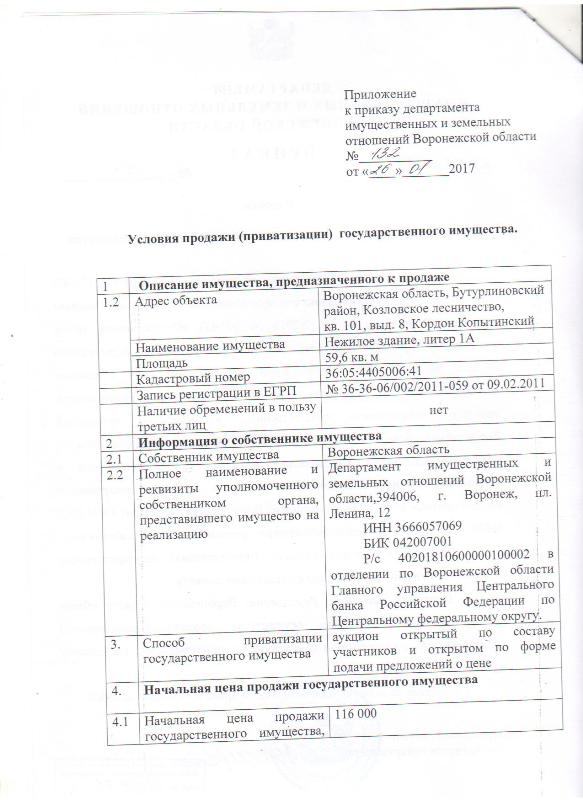 Приложение
к приказу департамента
имущественных и земельных
отношений Воронежской области
№ 132
от «26» 01 2017
Условия продажи (приватизации) государственного имущества.
1 Описание имущества, предназначенного к продаже
1.2 Адрес объекта Воронежская область, Бутурлиновский
район, Козловское лесничество,
кв. 101, выд. 8, Кордон Копытинский
Наименование имущества Нежилое здание, литер 1А
Площадь 59,6 кв. м
Кадастровый номер 36:05:4405006:41
Запись регистрации в ЕГРП № 36-36-06/002/2011-059 от 09.02.2011
Наличие обременений в пользу нет
третьих лиц
2 Информация о собственнике имущества
2.1 Собственник имущества Воронежская область
2.2 Полное наименование и Департамент имущественных и
реквизиты уполномоченного земельных отношений Воронежской
собственником органа, области,394006, г. Воронеж, пл.
представившего имущество на Ленина, 12
реализацию ИНН 3666057069
БИК 042007001
Р/с 40201810600000100002 в
отделении по Воронежской области
Главного управления Центрального
банка Российской Федерации по
Центральному федеральному округу.
3. Способ приватизации аукцион открытый по составу
государственного имущества участников и открытом по форме
подачи предложений о цене
4. Начальная цена продажи государственного имущества
4.1 Начальная цена продажи 116 000
государственного имущества,